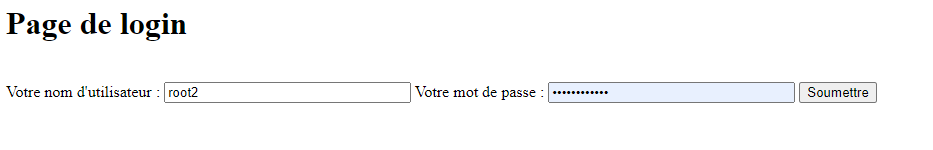 Page de login
Votre nom d'utilisateur : root2 Votre mot de passe : •••••••••••• Soumettre